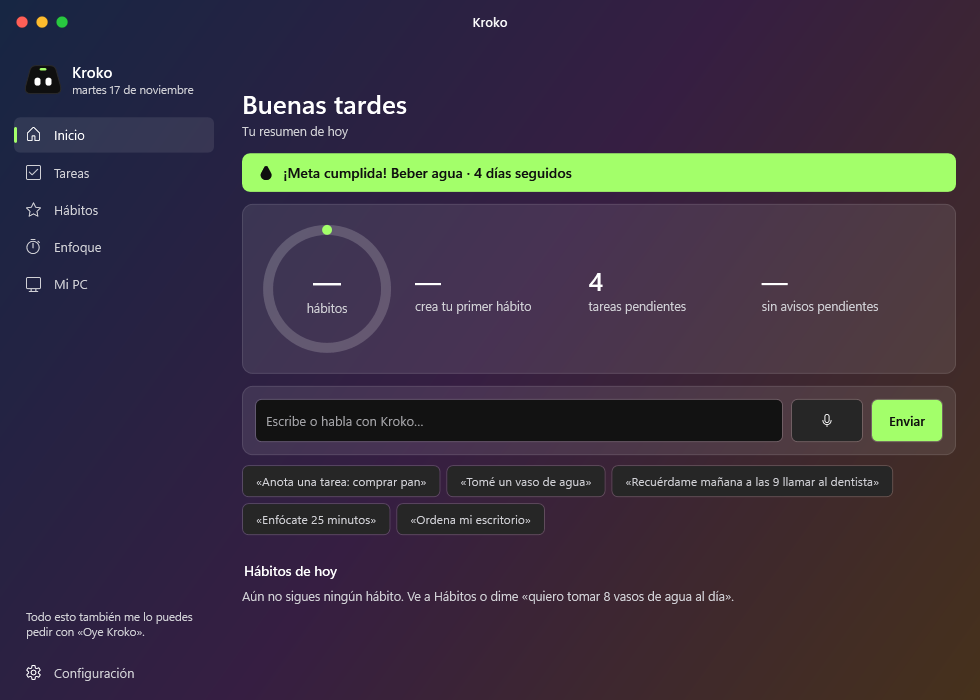 Kroko
Kroko
martes 17 de noviembre
Inicio
Tareas
Hábitos
Enfoque
Mi PC
Todo esto también me lo puedes
pedir con «Oye Kroko».
Configuración
Buenas tardes
Tu resumen de hoy
¡Meta cumplida! Beber agua · 4 días seguidos
—
hábitos
—
crea tu primer hábito
4
tareas pendientes
—
sin avisos pendientes
Escribe o habla con Kroko...
Enviar
«Anota una tarea: comprar pan»
«Tomé un vaso de agua»
«Recuérdame mañana a las 9 llamar al dentista»
«Enfócate 25 minutos»
«Ordena mi escritorio»
Hábitos de hoy
Aún no sigues ningún hábito. Ve a Hábitos o dime «quiero tomar 8 vasos de agua al día».